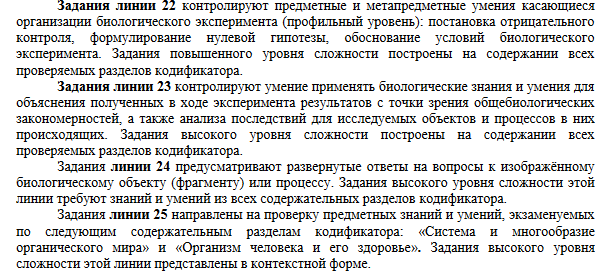 Задания линии 22 контролируют предметные и метапредметные умения касающиеся
организации биологического эксперимента (профильный уровень): постановка отрицательного
контроля, формулирование нулевой гипотезы, обоснование условий биологического
эксперимента. Задания повышенного уровня сложности построены на содержании всех
проверяемых разделов кодификатора.
Задания линии 23 контролируют умение применять биологические знания и умения для
объяснения полученных в ходе эксперимента результатов с точки зрения общебиологических
закономерностей, а также анализа последствий для исследуемых объектов и процессов в них
происходящих. Задания высокого уровня сложности построены на содержании всех
проверяемых разделов кодификатора.
Задания линии 24 предусматривают развернутые ответы на вопросы к изображённому
биологическому объекту (фрагменту) или процессу. Задания высокого уровня сложности этой
линии требуют знаний и умений из всех содержательных разделов кодификатора.
Задания линии 25 направлены на проверку предметных знаний и умений, экзаменуемых
по следующим содержательным разделам кодификатора: «Система и многообразие
органического мира» и «Организм человека и его здоровье». Задания высокого уровня
сложности этой линии представлены в контекстной форме.